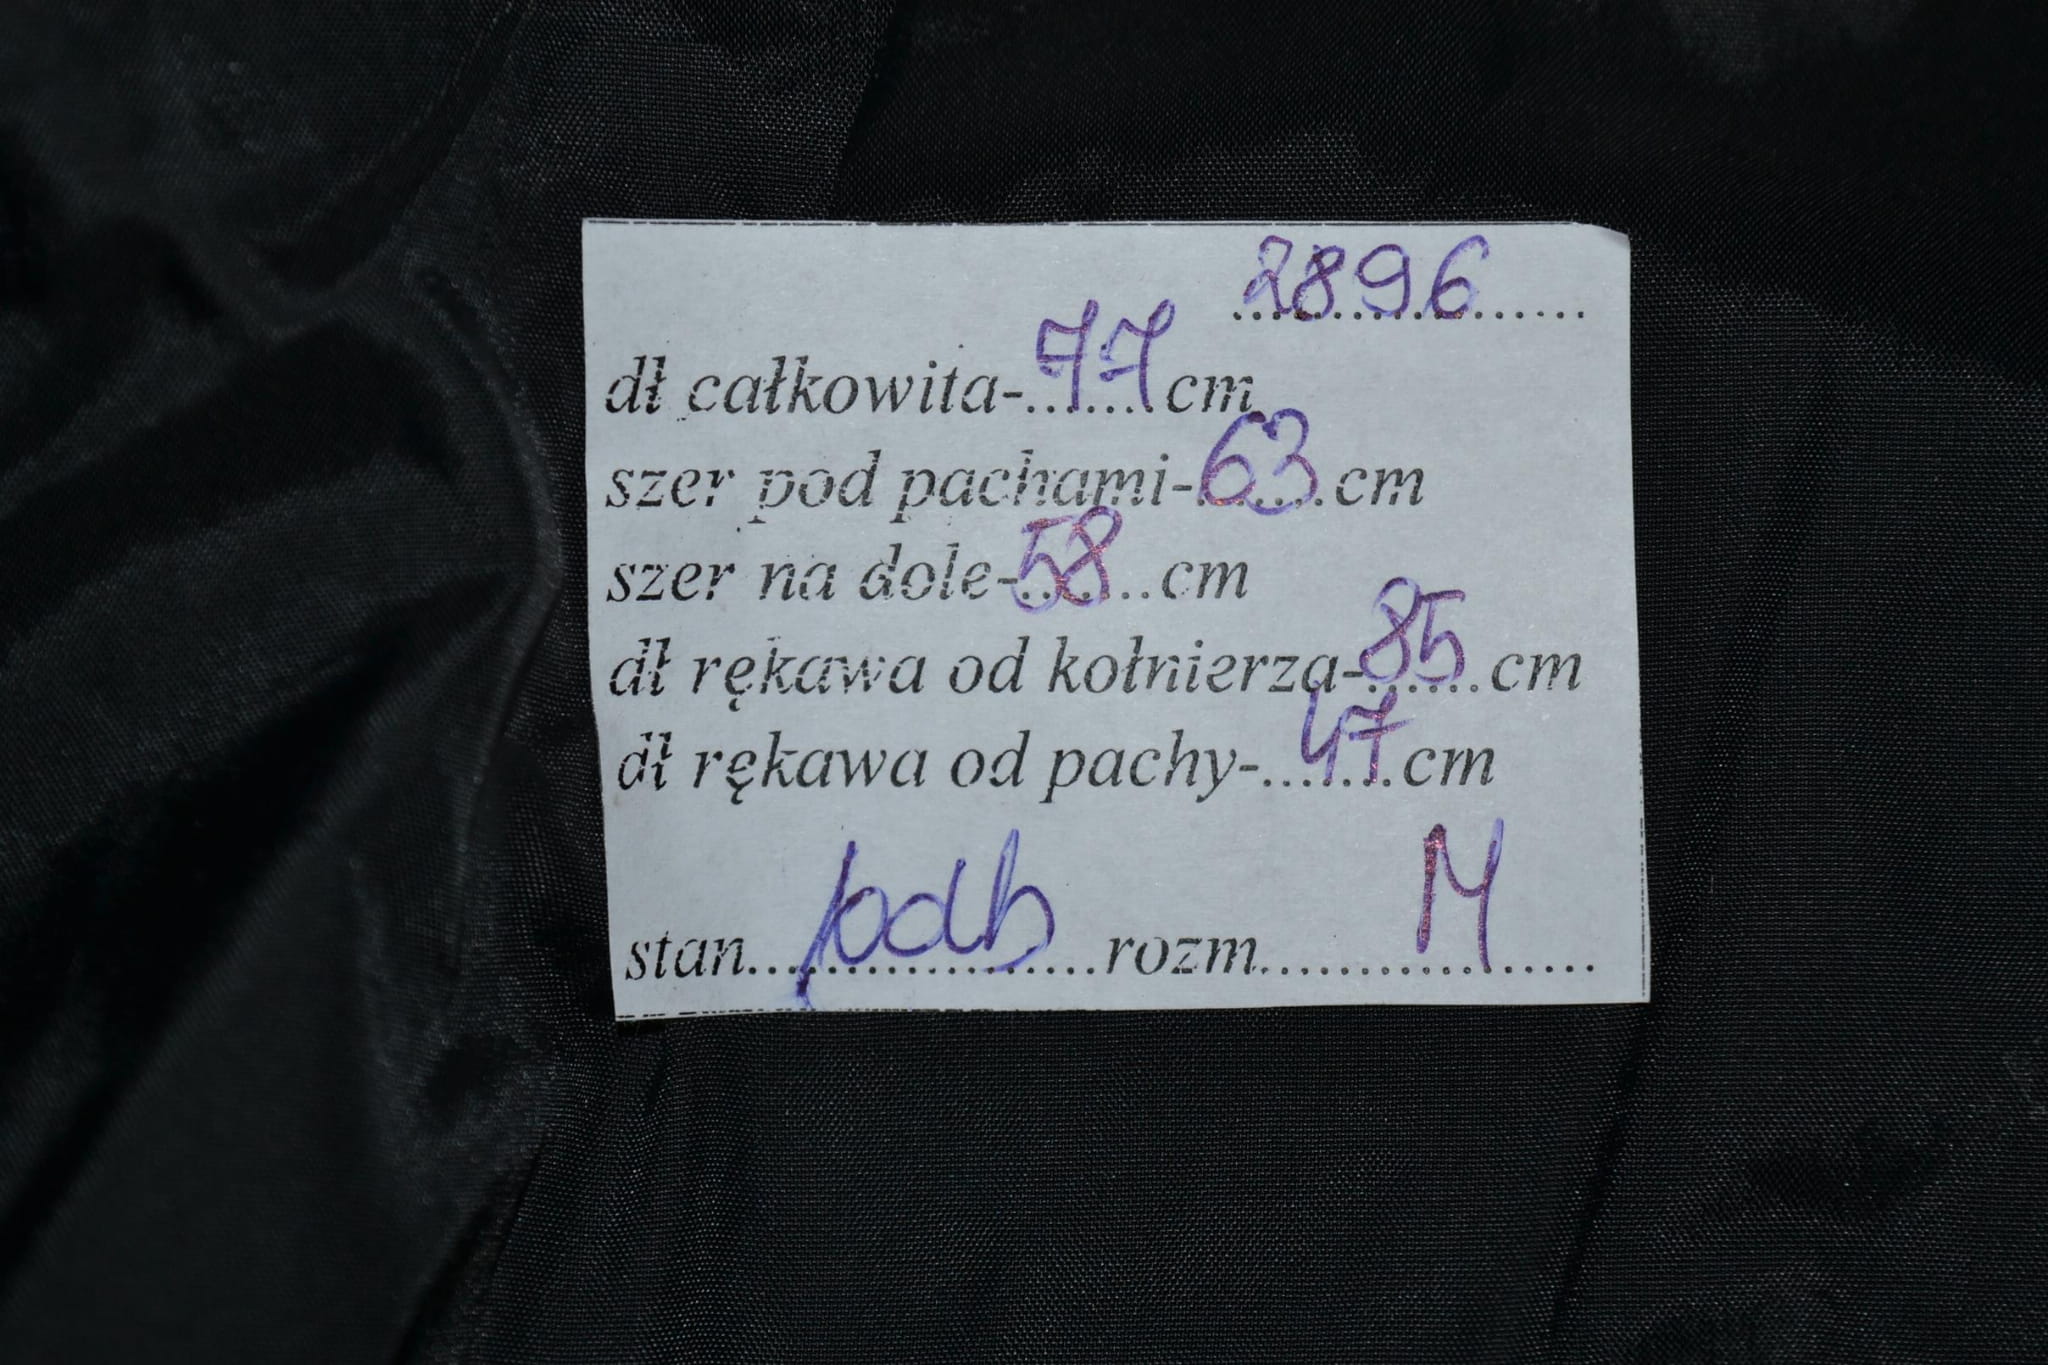 2896
dł całkowita-77cm
szer pod pachami-63cm
szer na dole-58cm
dł rękawa od kołnierza-85cm
dł rękawa od pachy-47cm
stan pdb rozm M